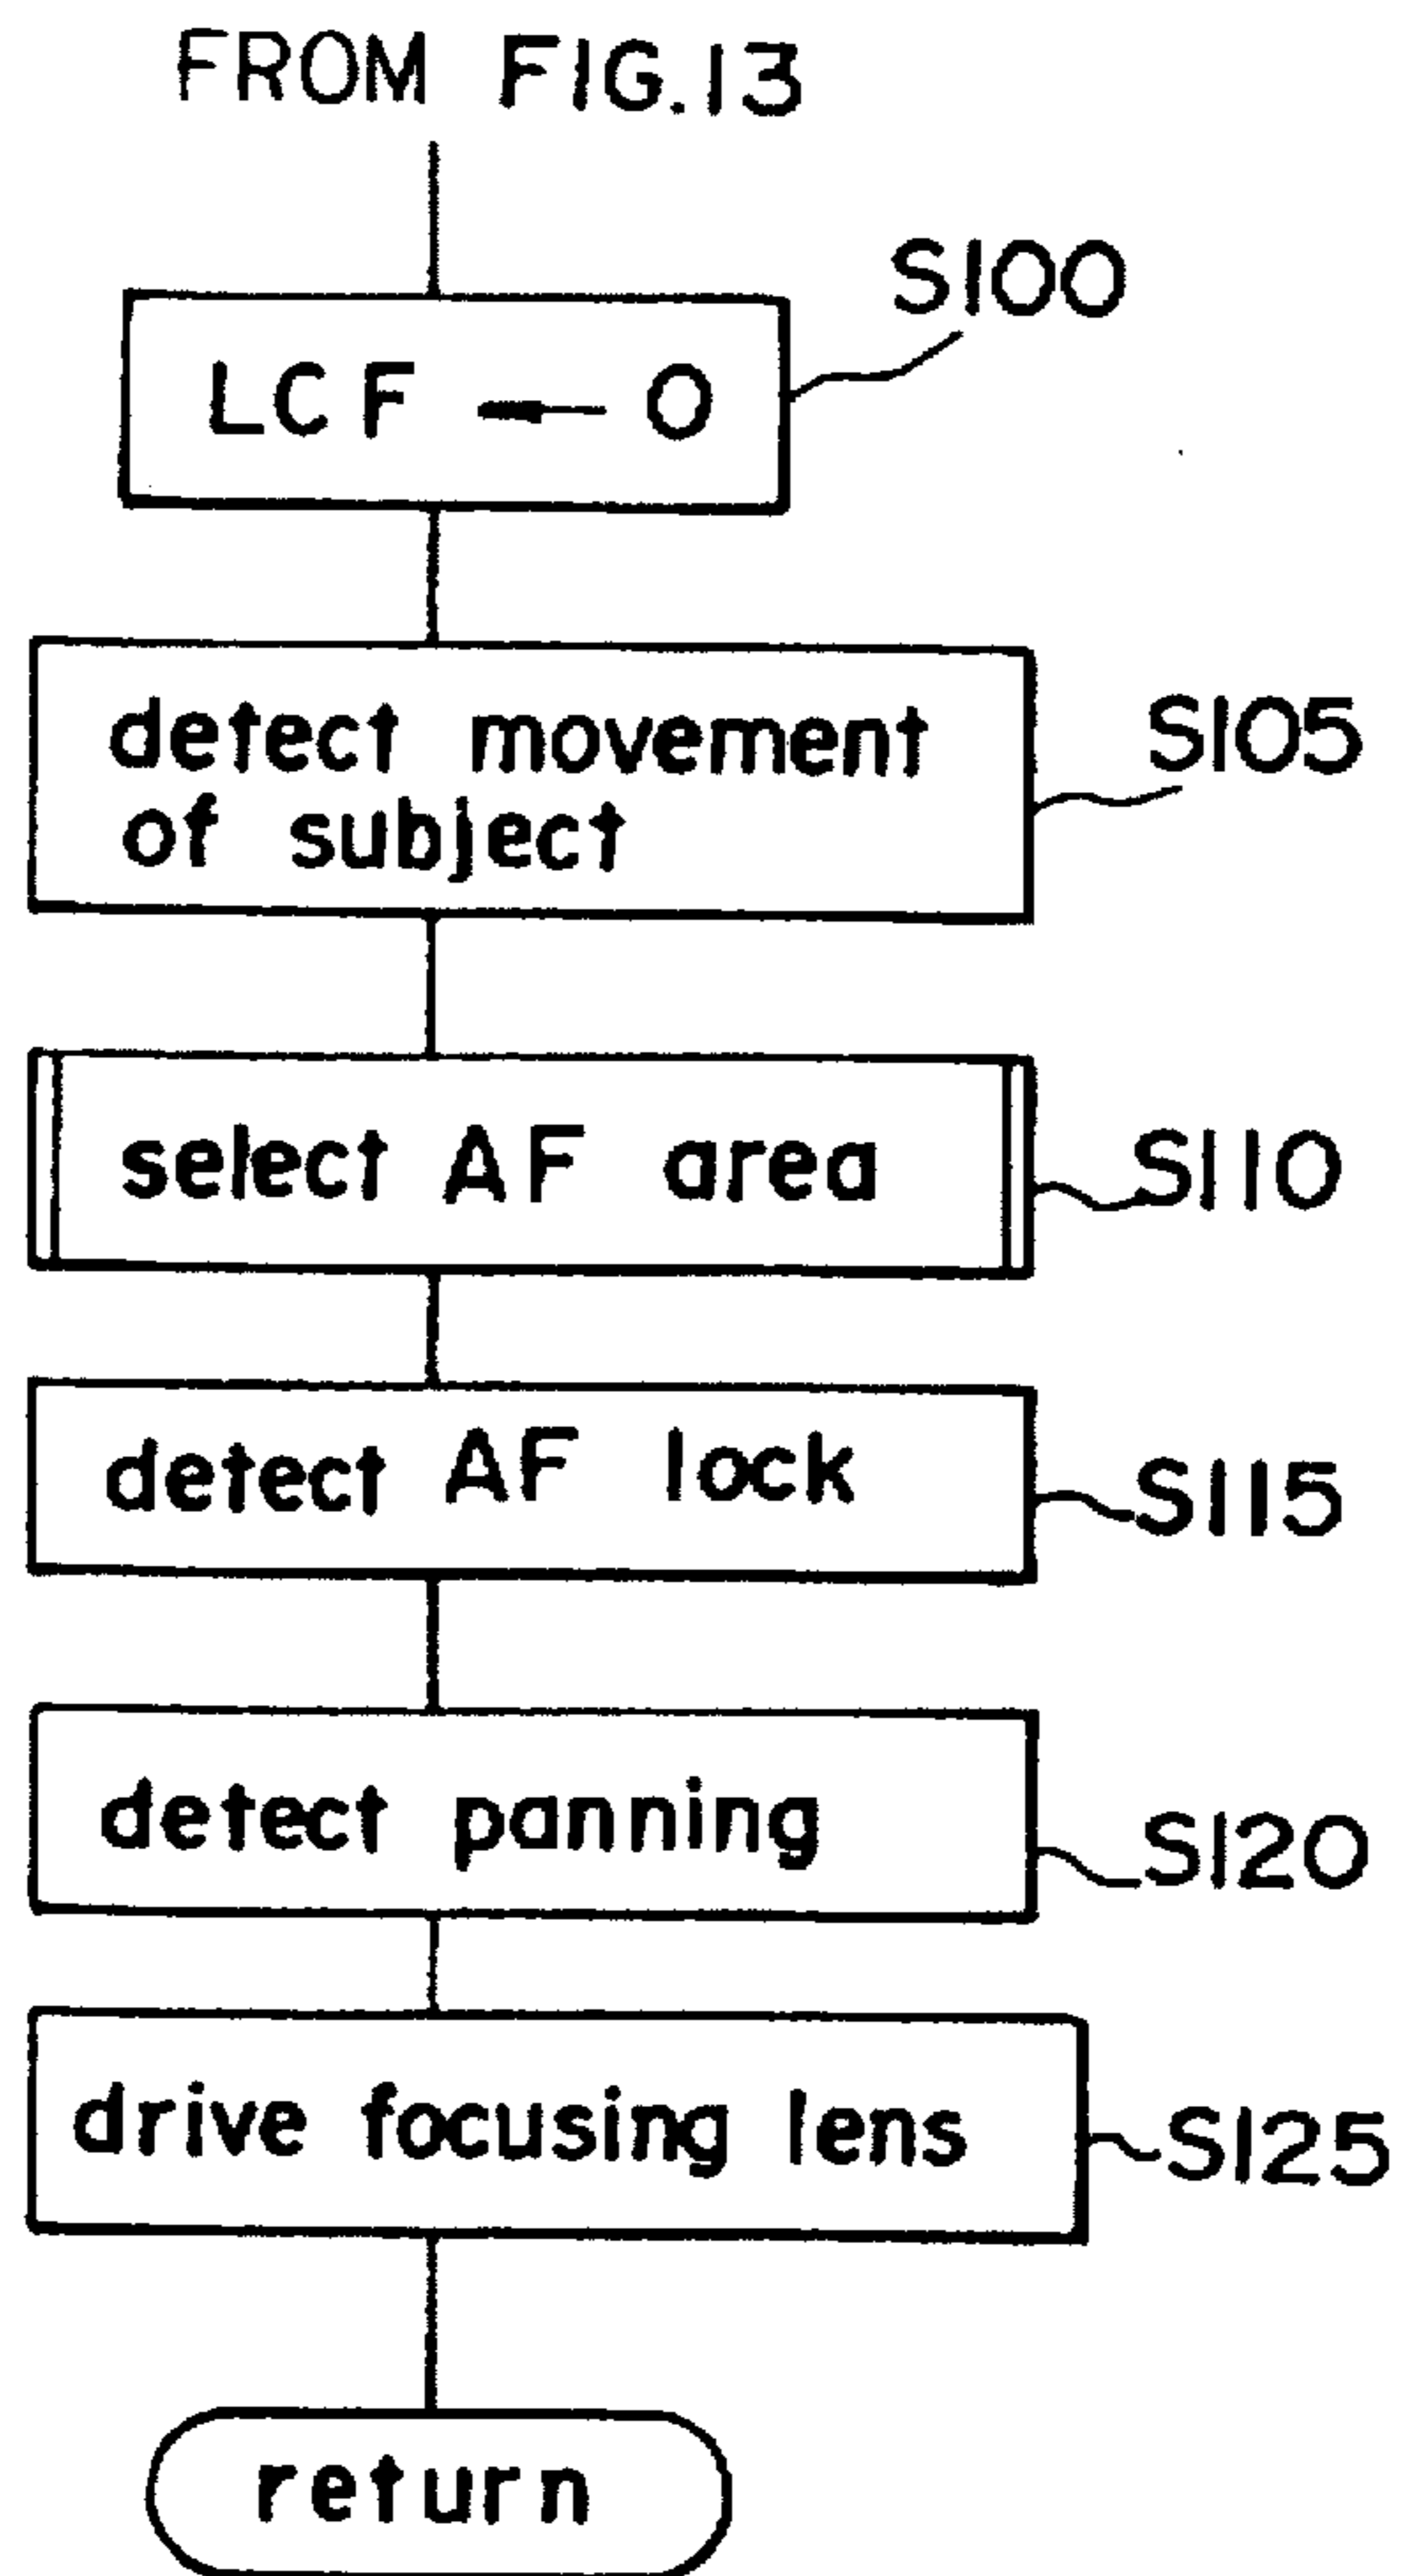 FROM FIG.13
S100
LCF ← 0
detect movement
of subject
S105
select AF area
S110
detect AF lock
S115
detect panning
S120
drive focusing lens
S125
return